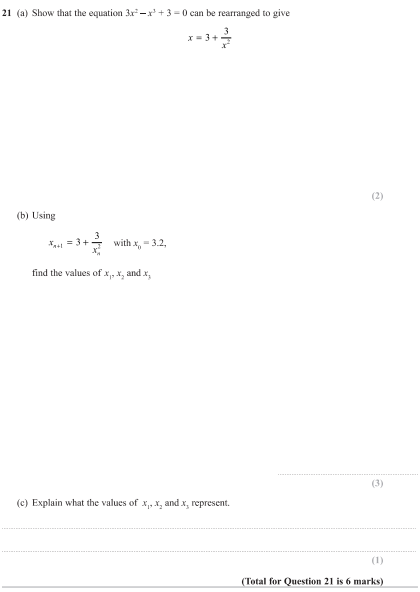 21 (a) Show that the equation 3x² − x³ + 3 = 0 can be rearranged to give
x = 3 + 3/x²
(2)
(b) Using
xₙ₊₁ = 3 + 3/xₙ² with x₀ = 3.2,
find the values of x₁, x₂ and x₃
(3)
(c) Explain what the values of x₁, x₂ and x₃ represent.
(1)
(Total for Question 21 is 6 marks)